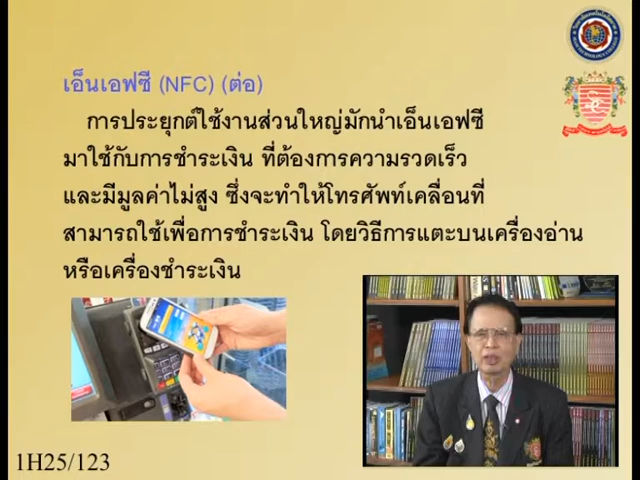 เอ็นเอฟซี (NFC) (ต่อ)
การประยุกต์ใช้งานส่วนใหญ่มักนำเอ็นเอฟซี
มาใช้กับการชำระเงิน ที่ต้องการความรวดเร็ว
และมีมูลค่าไม่สูง ซึ่งจะทำให้โทรศัพท์เคลื่อนที่
สามารถใช้เพื่อการชำระเงิน โดยวิธีการแตะบนเครื่องอ่าน
หรือเครื่องชำระเงิน
1H25/123